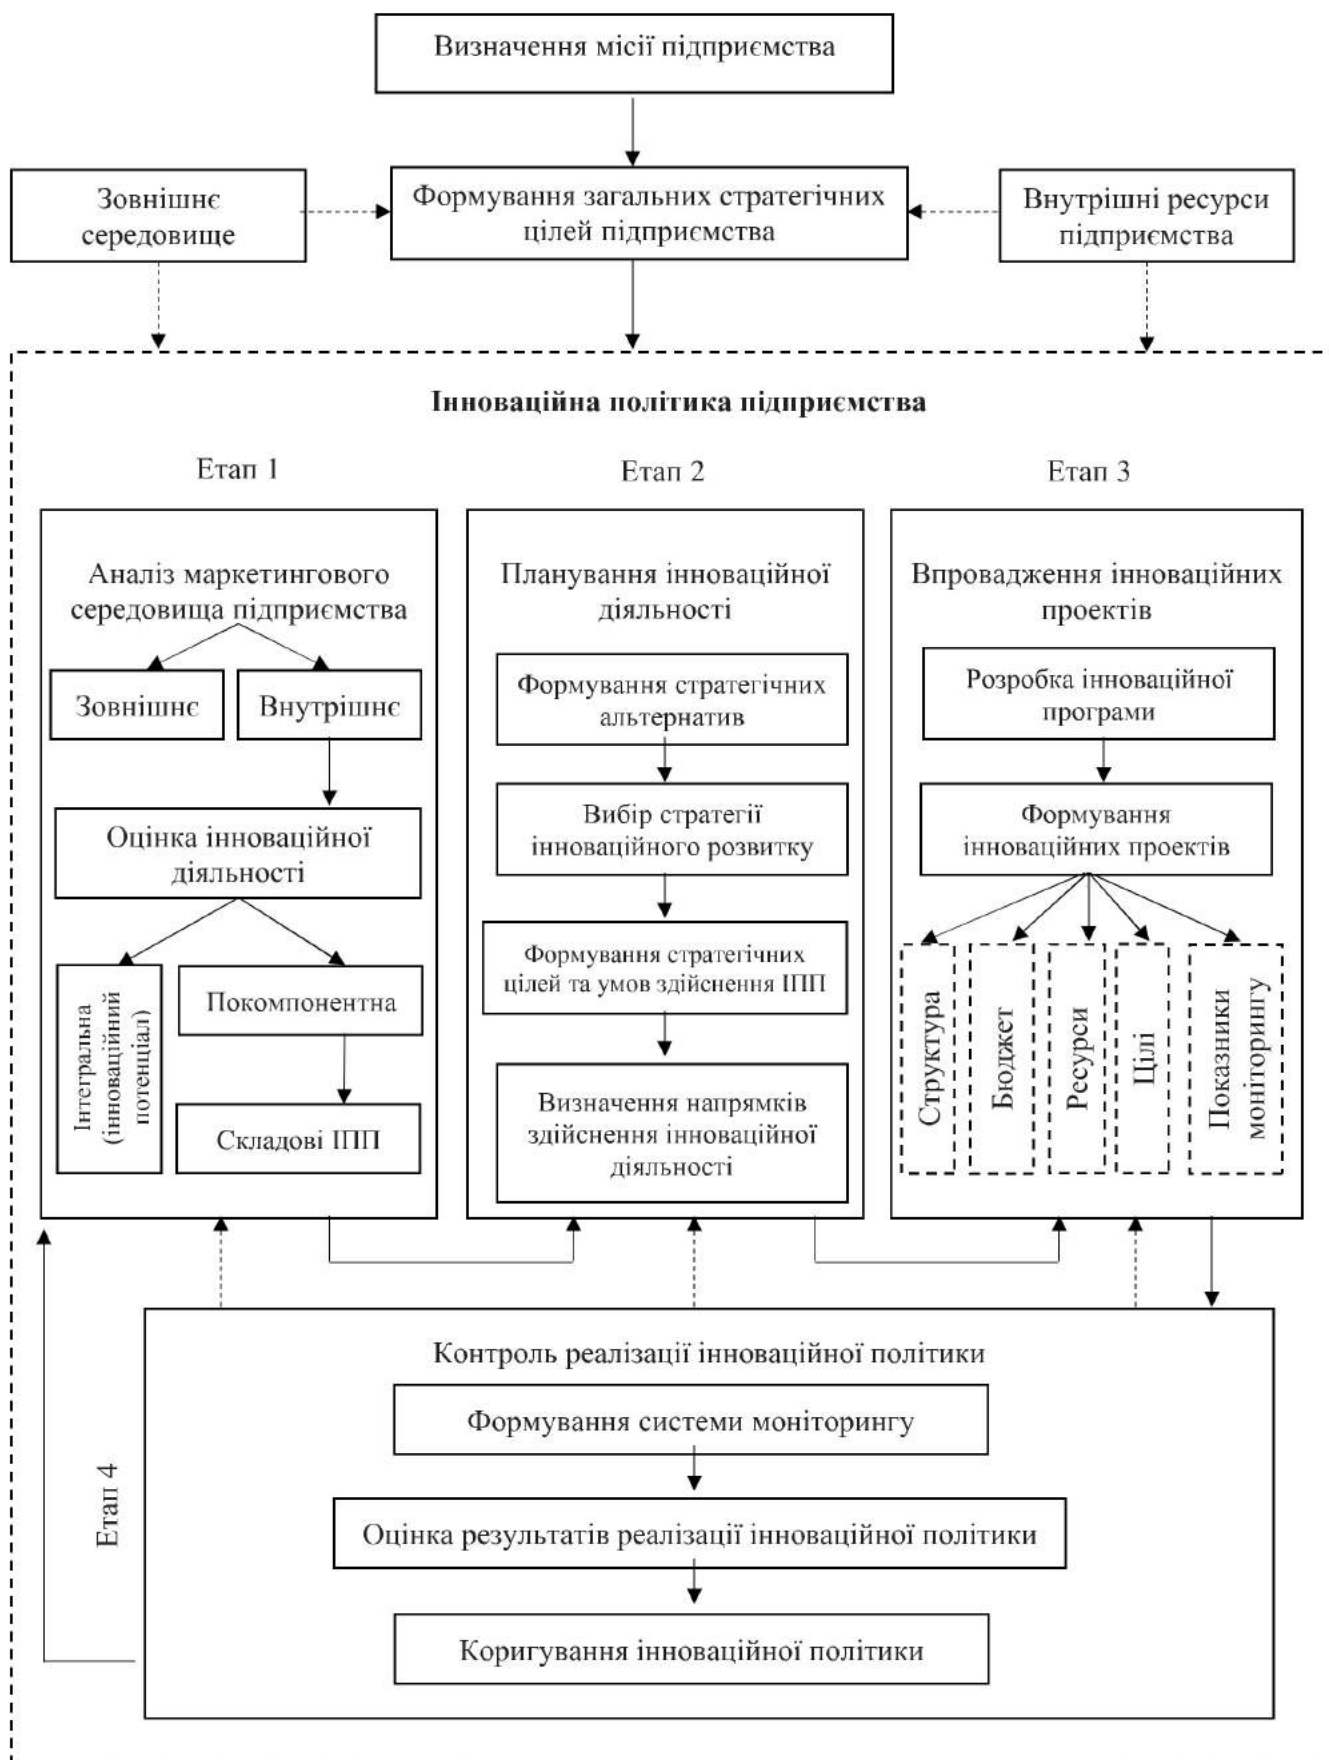 Визначення місії підприємства
Зовнішнє
середовище
Формування загальних стратегічних
цілей підприємства
Внутрішні ресурси
підприємства
Інноваційна політика підприємства
Етап 1
Етап 2
Етап 3
Аналіз маркетингового
середовища підприємства
Зовнішнє
Внутрішнє
Оцінка інноваційної
діяльності
Інтегральна
(інноваційний
потенціал)
Покомпонентна
Складові ІПП
Планування інноваційної
діяльності
Формування стратегічних
альтернатив
Вибір стратегії
інноваційного розвитку
Формування стратегічних
цілей та умов здійснення ІПП
Визначення напрямків
здійснення інноваційної
діяльності
Впровадження інноваційних
проектів
Розробка інноваційної
програми
Формування
інноваційних проектів
Структура
Бюджет
Ресурси
Цілі
Показники
моніторингу
Етап 4
Контроль реалізації інноваційної політики
Формування системи моніторингу
Оцінка результатів реалізації інноваційної політики
Коригування інноваційної політики